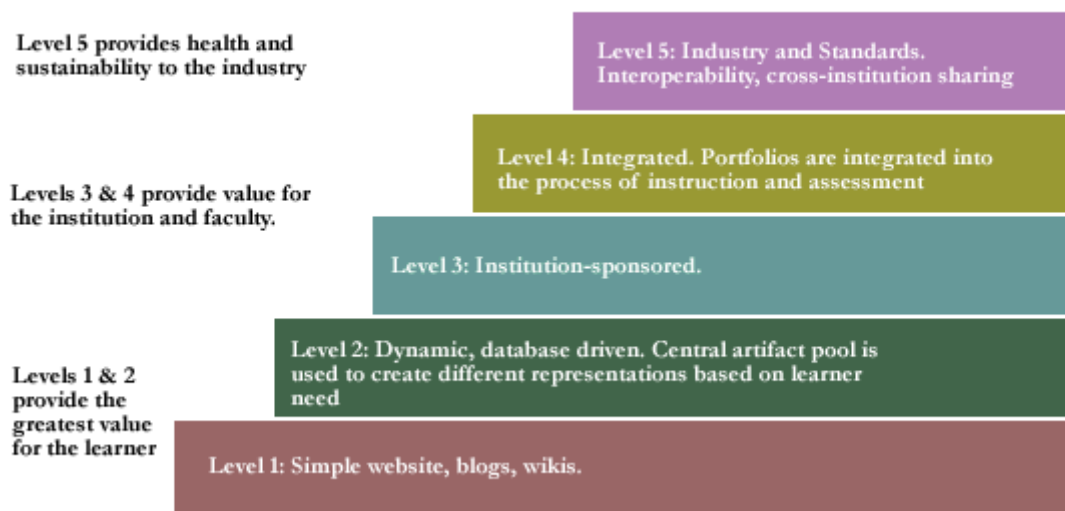 Level 5 provides health and
sustainability to the industry
Level 5: Industry and Standards.
Interoperability, cross-institution sharing
Level 4: Integrated. Portfolios are integrated into
the process of instruction and assessment
Levels 3 & 4 provide value for
the institution and faculty.
Level 3: Institution-sponsored.
Level 2: Dynamic, database driven. Central artifact pool is
used to create different representations based on learner
need
Levels 1 & 2
provide the
greatest value
for the learner
Level 1: Simple website, blogs, wikis.